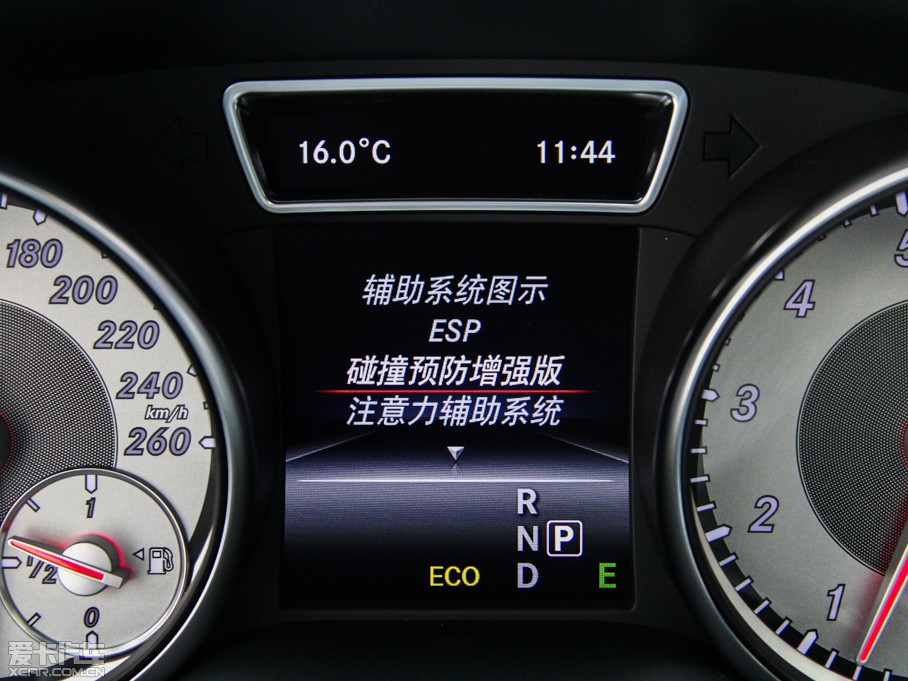 16.0°C 11:44
辅助系统图示
ESP
碰撞预防增强版
注意力辅助系统
R
N P
ECO D E
180
200
220
240
km/h
260
1
1/2
0
5
4
3
2
1
爱卡汽车
XCAR.COM.CN